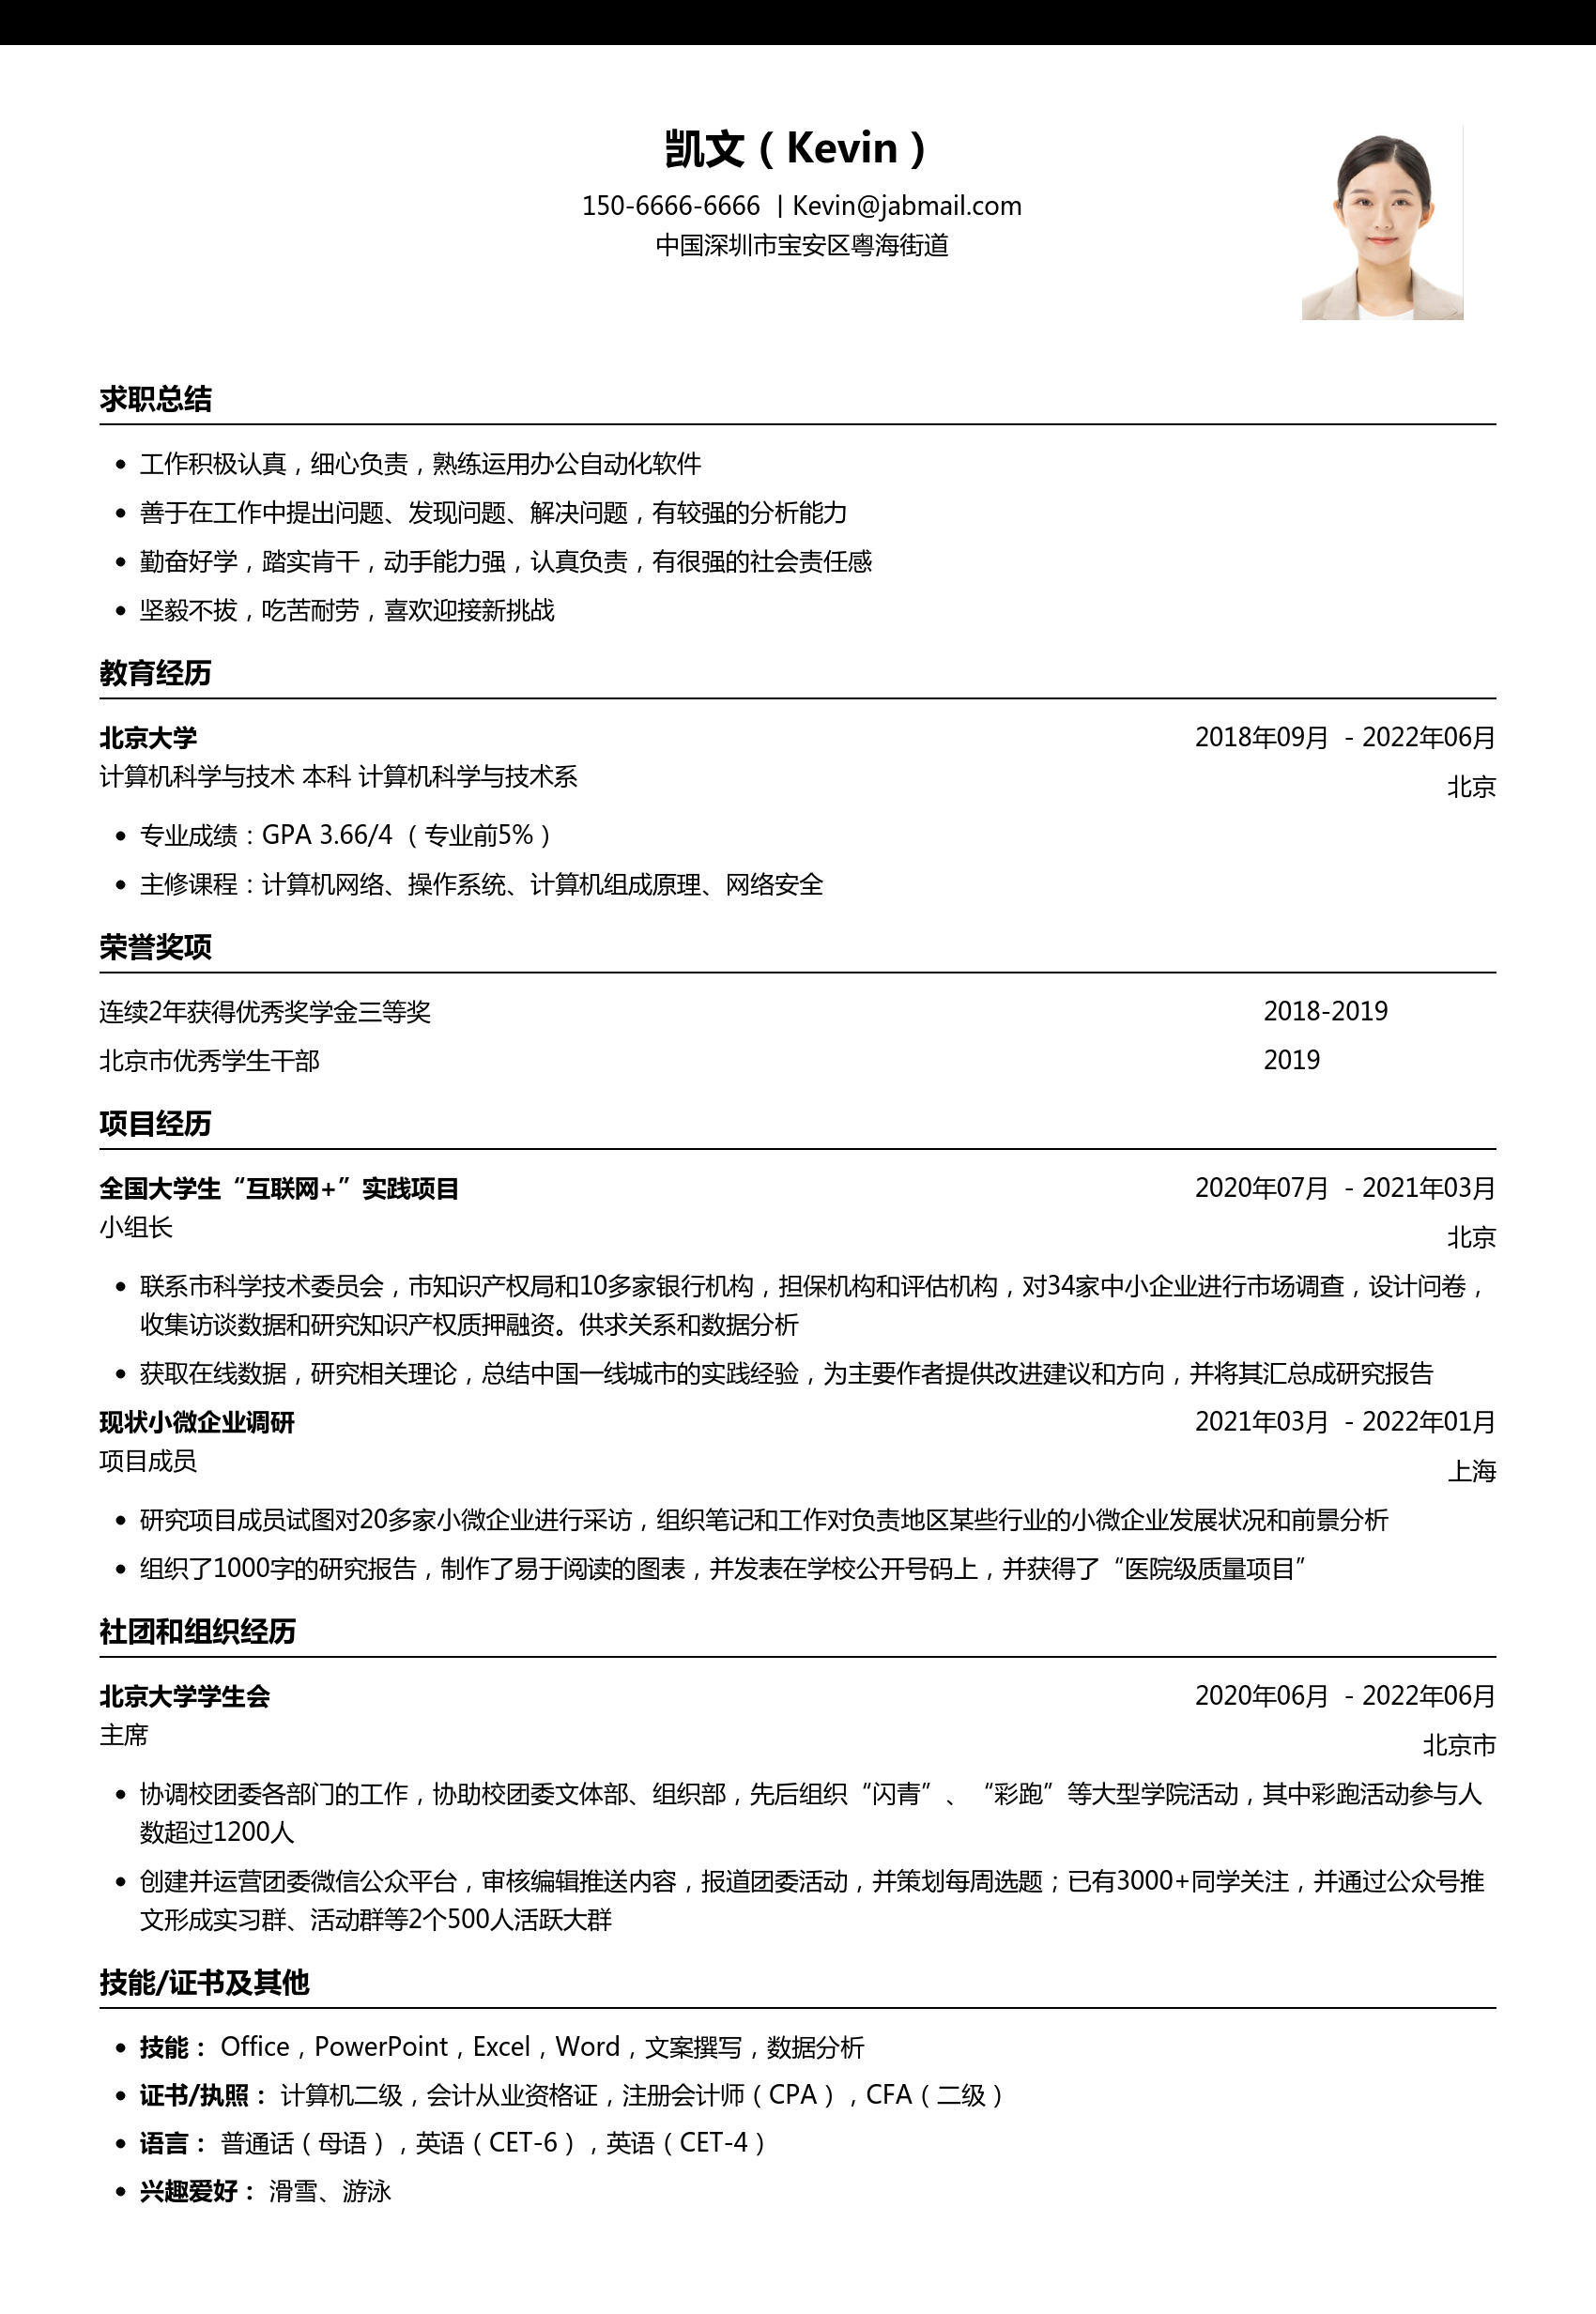 凯文（Kevin）
150-6666-6666 | Kevin@jabmail.com
中国深圳市宝安区粤海街道
求职总结
• 工作积极认真，细心负责，熟练运用办公自动化软件
• 善于在工作中提出问题、发现问题、解决问题，有较强的分析能力
• 勤奋好学，踏实肯干，动手能力强，认真负责，有很强的社会责任感
• 坚毅不拔，吃苦耐劳，喜欢迎接新挑战
教育经历
北京大学 2018年09月 - 2022年06月
计算机科学与技术 本科 计算机科学与技术系 北京
• 专业成绩：GPA 3.66/4（专业前5%）
• 主修课程：计算机网络、操作系统、计算机组成原理、网络安全
荣誉奖项
连续2年获得优秀奖学金三等奖 2018-2019
北京市优秀学生干部 2019
项目经历
全国大学生“互联网+”实践项目 2020年07月 - 2021年03月
小组长 北京
• 联系市科学技术委员会，市知识产权局和10多家银行机构，担保机构和评估机构，对34家中小企业进行市场调查，设计问卷，
收集访谈数据和研究知识产权质押融资。供求关系和数据分析
• 获取在线数据，研究相关理论，总结中国一线城市的实践经验，为主要作者提供改进建议和方向，并将其汇总成研究报告
现状小微企业调研 2021年03月 - 2022年01月
项目成员 上海
• 研究项目成员试图对20多家小微企业进行采访，组织笔记和工作对负责地区某些行业的小微企业发展状况和前景分析
• 组织了1000字的研究报告，制作了易于阅读的图表，并发表在学校公开号码上，并获得了“医院级质量项目”
社团和组织经历
北京大学学生会 2020年06月 - 2022年06月
主席 北京市
• 协调校团委各部门的工作，协助校团委文体部、组织部，先后组织“闪青”、“彩跑”等大型学院活动，其中彩跑活动参与人
数超过1200人
• 创建并运营团委微信公众平台，审核编辑推送内容，报道团委活动，并策划每周选题；已有3000+同学关注，并通过公众号推
文形成实习群、活动群等2个500人活跃大群
技能/证书及其他
• 技能： Office，PowerPoint，Excel，Word，文案撰写，数据分析
• 证书/执照： 计算机二级，会计从业资格证，注册会计师（CPA），CFA（二级）
• 语言： 普通话（母语），英语（CET-6），英语（CET-4）
• 兴趣爱好： 滑雪、游泳